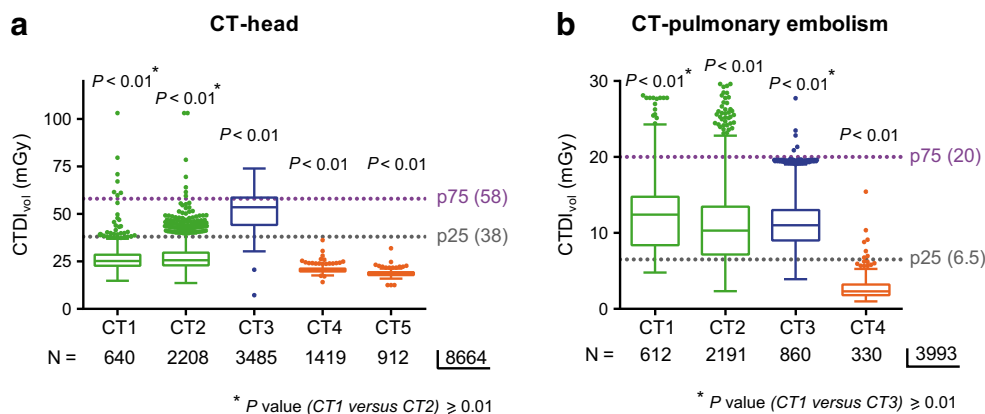 a CT-head
P < 0.01*
P < 0.01*
P < 0.01
P < 0.01
P < 0.01
CTDIvol (mGy)
100
75
50
25
0
p75 (58)
p25 (38)
CT1 CT2 CT3 CT4 CT5
N = 640 2208 3485 1419 912 8664
* P value (CT1 versus CT2) ⩾ 0.01
b CT-pulmonary embolism
P < 0.01*
P < 0.01
P < 0.01*
P < 0.01
CTDIvol (mGy)
30
20
10
0
p75 (20)
p25 (6.5)
CT1 CT2 CT3 CT4
N = 612 2191 860 330 3993
* P value (CT1 versus CT3) ⩾ 0.01